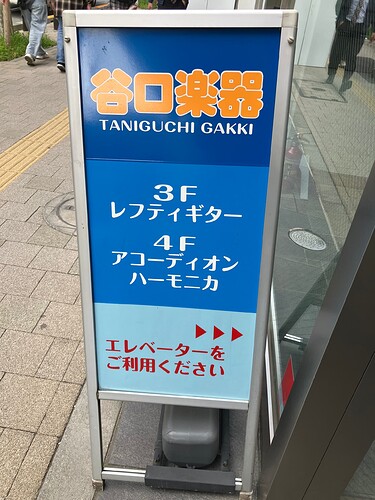 谷口楽器
TANIGUCHI GAKKI
3F
レフティギター
4F
アコーディオン
ハーモニカ
▶▶▶
エレベーターを
ご利用ください